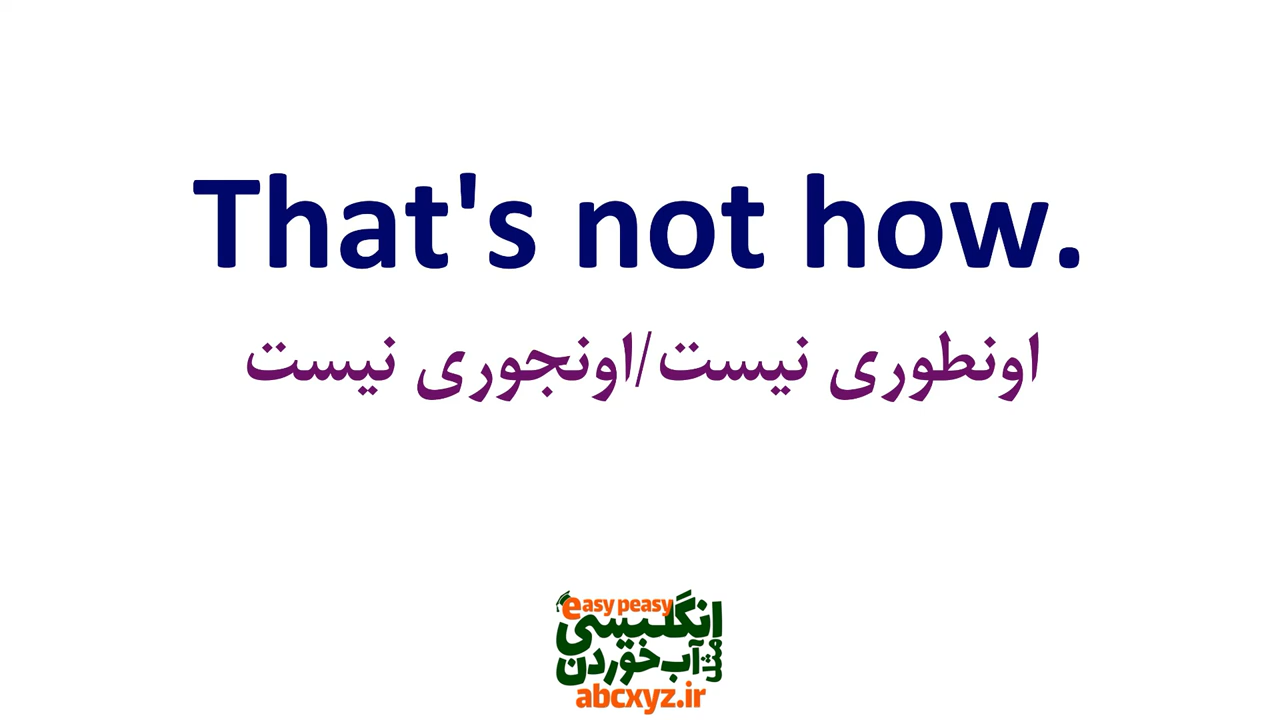 That's not how.
اونطوری نیست/اونجوری نیست
easy peasy
انگلیسی
مثل آب خوردن
abcxyz.ir